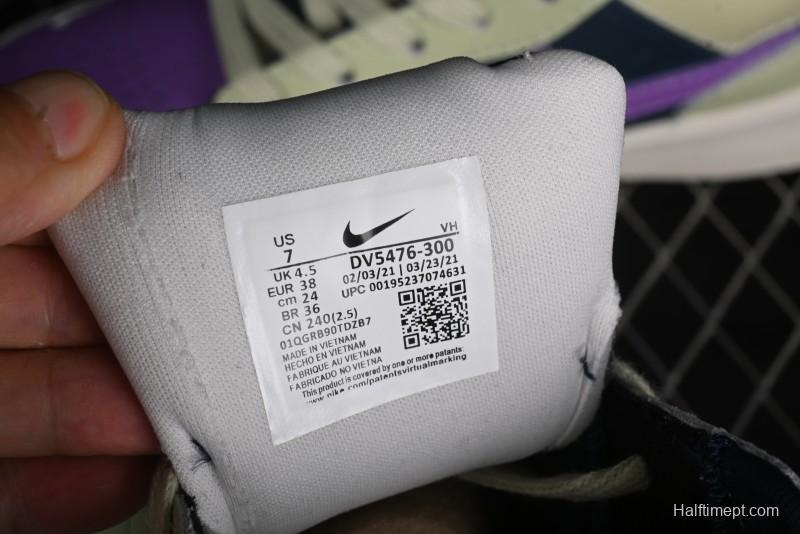 US
7
VH
UK 4.5
DV5476-300
EUR 38
02/03/21 | 03/23/21
cm 24
UPC 00195237074631
BR 36
CN 240(2.5)
01QGRB90TDZB7
MADE IN VIETNAM
HECHO EN VIETNAM
FABRIQUE AU VIETNAM
FABRICADO NO VIETNA
This product is covered by one or more patents:
www.nike.com/patentsvirtualmarking
Halftimept.com